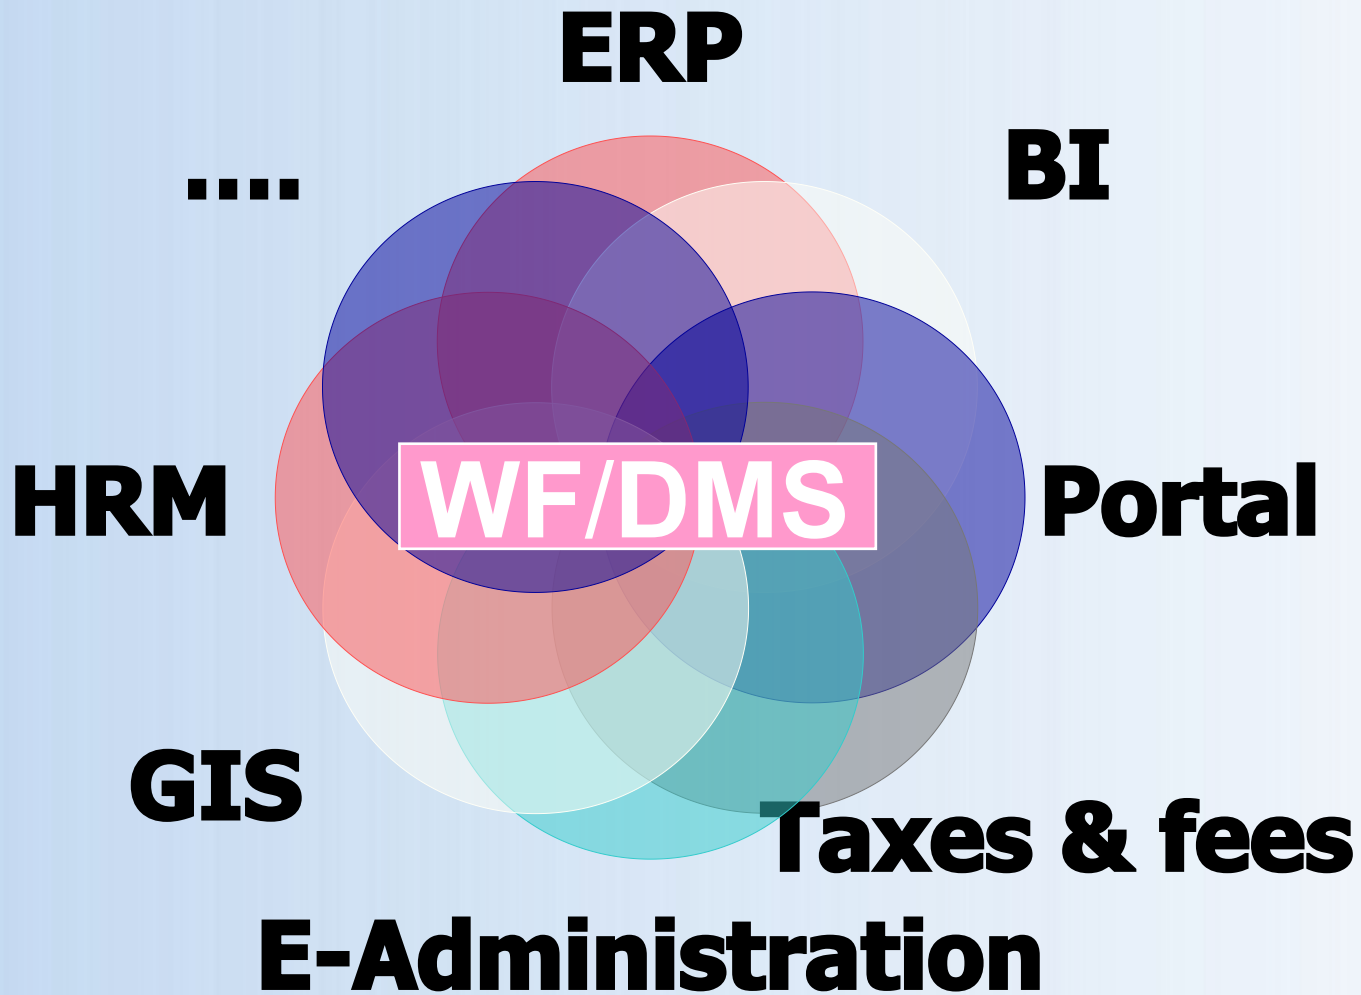 ERP
BI
....
HRM
WF/DMS
Portal
GIS
Taxes & fees
E-Administration